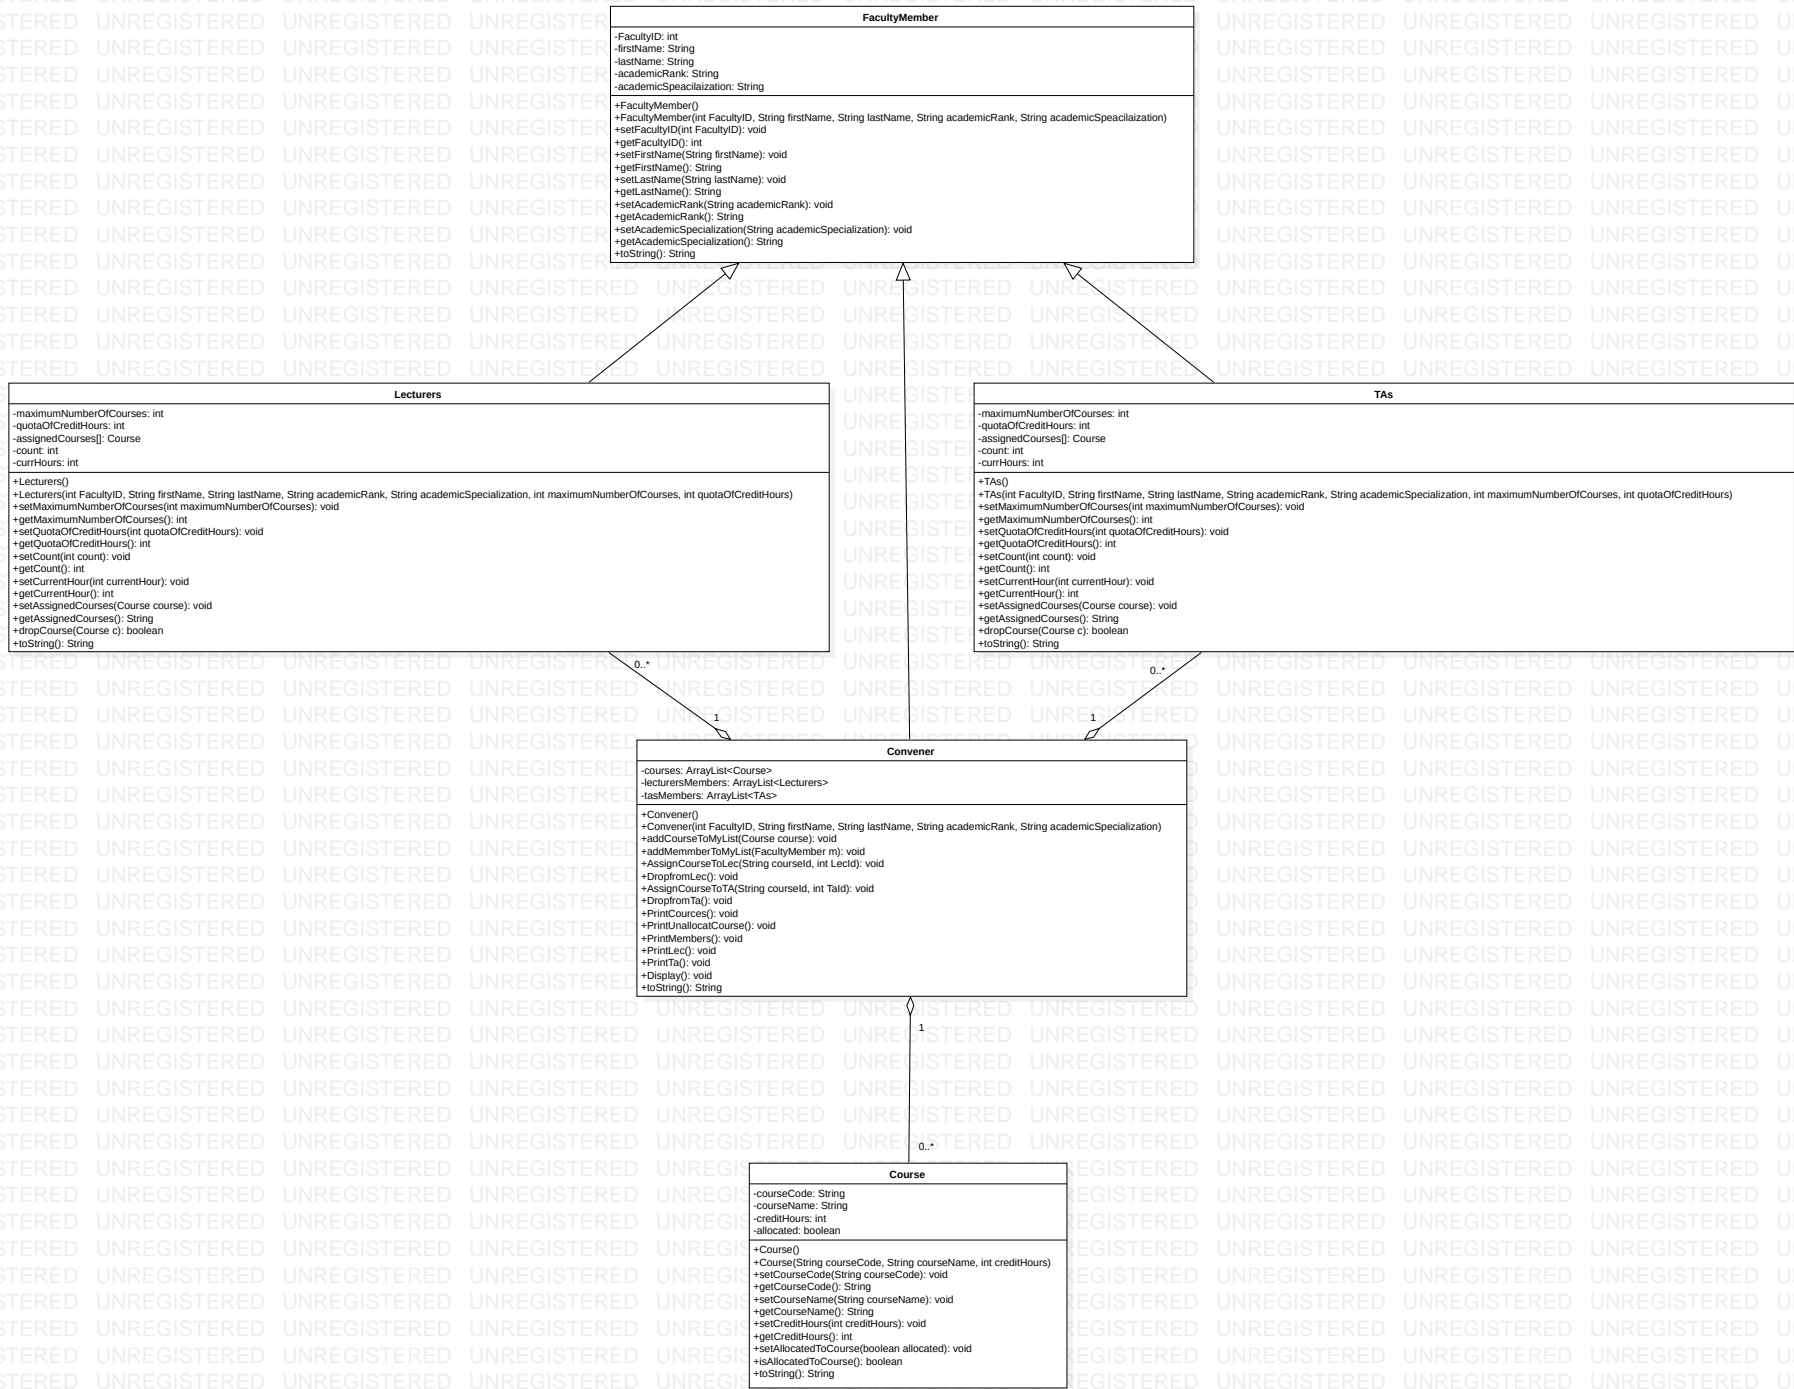 FacultyMember
-FacultyID: int
-firstName: String
-lastName: String
-academicRank: String
-academicSpeacilaization: String
+FacultyMember()
+FacultyMember(int FacultyID, String firstName, String lastName, String academicRank, String academicSpeacilaization)
+setFacultyID(int FacultyID): void
+getFacultyID(): int
+setFirstName(String firstName): void
+getFirstName(): String
+setLastName(String lastName): void
+getLastName(): String
+setAcademicRank(String academicRank): void
+getAcademicRank(): String
+setAcademicSpecialization(String academicSpecialization): void
+getAcademicSpecialization(): String
+toString(): String
Lecturers
-maximumNumberOfCourses: int
-quotaOfCreditHours: int
-assignedCourses[]: Course
-count: int
-currHours: int
+Lecturers()
+Lecturers(int FacultyID, String firstName, String lastName, String academicRank, String academicSpecialization, int maximumNumberOfCourses, int quotaOfCreditHours)
+setMaximumNumberOfCourses(int maximumNumberOfCourses): void
+getMaximumNumberOfCourses(): int
+setQuotaOfCreditHours(int quotaOfCreditHours): void
+getQuotaOfCreditHours(): int
+setCount(int count): void
+getCount(): int
+setCurrentHour(int currentHour): void
+getCurrentHour(): int
+setAssignedCourses(Course course): void
+getAssignedCourses(): String
+dropCourse(Course c): boolean
+toString(): String
TAs
-maximumNumberOfCourses: int
-quotaOfCreditHours: int
-assignedCourses[]: Course
-count: int
-currHours: int
+TAs()
+TAs(int FacultyID, String firstName, String lastName, String academicRank, String academicSpecialization, int maximumNumberOfCourses, int quotaOfCreditHours)
+setMaximumNumberOfCourses(int maximumNumberOfCourses): void
+getMaximumNumberOfCourses(): int
+setQuotaOfCreditHours(int quotaOfCreditHours): void
+getQuotaOfCreditHours(): int
+setCount(int count): void
+getCount(): int
+setCurrentHour(int currentHour): void
+getCurrentHour(): int
+setAssignedCourses(Course course): void
+getAssignedCourses(): String
+dropCourse(Course c): boolean
+toString(): String
0..*
1
0..*
1
Convener
-courses: ArrayList<Course>
-lecturersMembers: ArrayList<Lecturers>
-tasMembers: ArrayList<TAs>
+Convener()
+Convener(int FacultyID, String firstName, String lastName, String academicRank, String academicSpecialization)
+addCourseToMyList(Course course): void
+addMemmberToMyList(FacultyMember m): void
+AssignCourseToLec(String courseId, int LecId): void
+DropfromLec(): void
+AssignCourseToTA(String courseId, int TaId): void
+DropfromTa(): void
+PrintCources(): void
+PrintUnallocatCourse(): void
+PrintMembers(): void
+PrintLec(): void
+PrintTa(): void
+Display(): void
+toString(): String
1
0..*
Course
-courseCode: String
-courseName: String
-creditHours: int
-allocated: boolean
+Course()
+Course(String courseCode, String courseName, int creditHours)
+setCourseCode(String courseCode): void
+getCourseCode(): String
+setCourseName(String courseName): void
+getCourseName(): String
+setCreditHours(int creditHours): void
+getCreditHours(): int
+setAllocatedToCourse(boolean allocated): void
+isAllocatedToCourse(): boolean
+toString(): String
UNREGISTERED